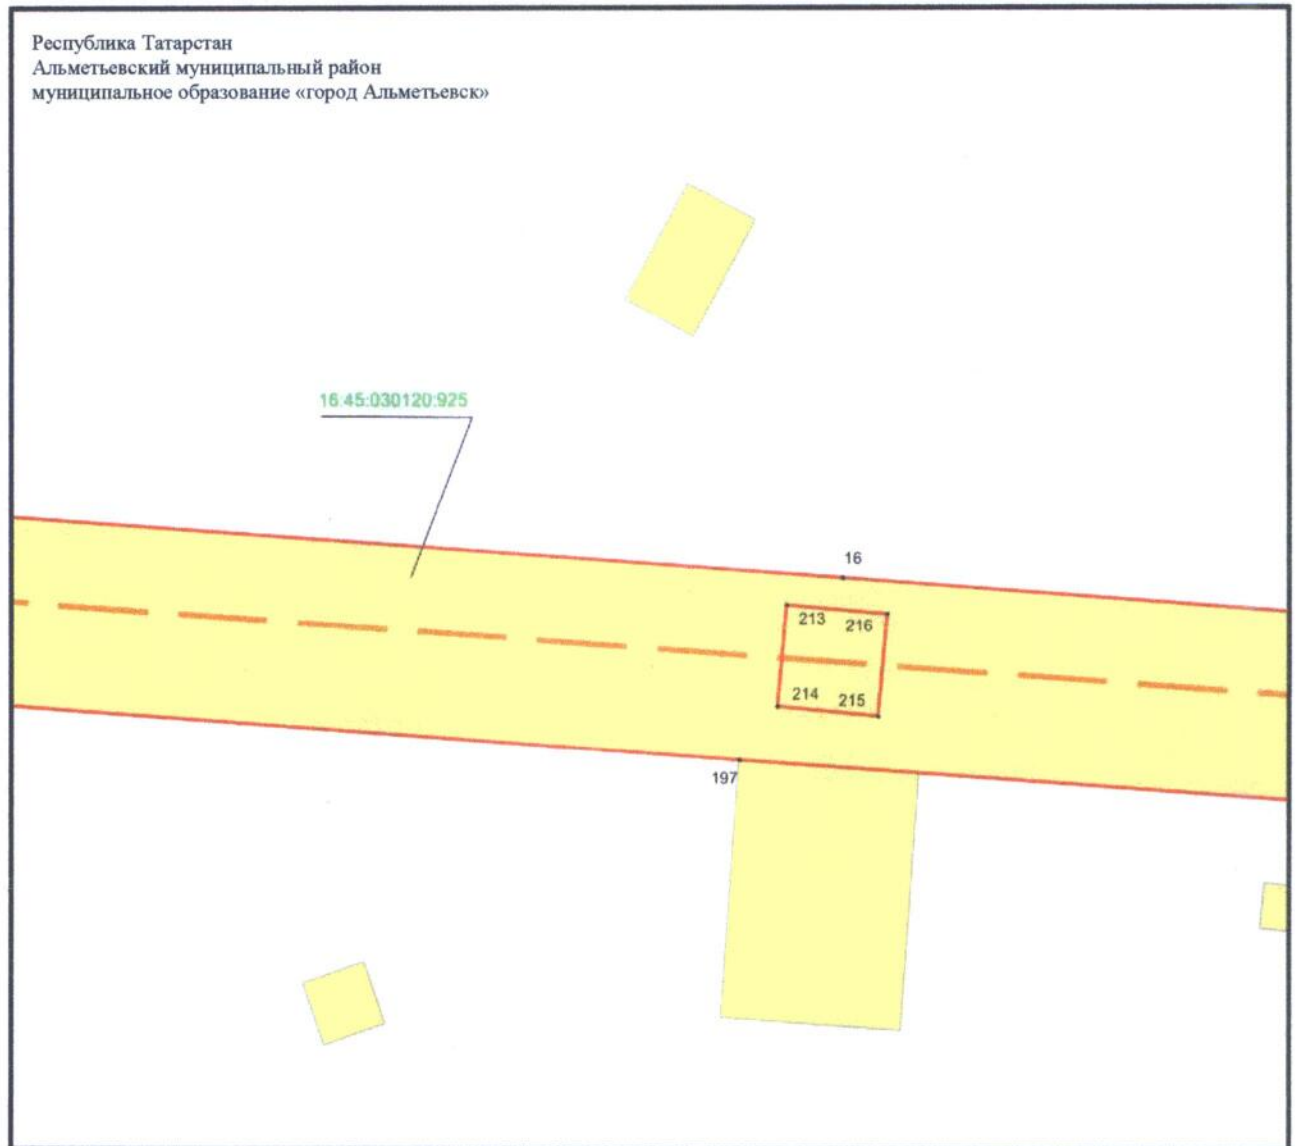 Республика Татарстан
Альметьевский муниципальный район
муниципальное образование «город Альметьевск»
16:45:030120:925
16
213 216
214 215
197